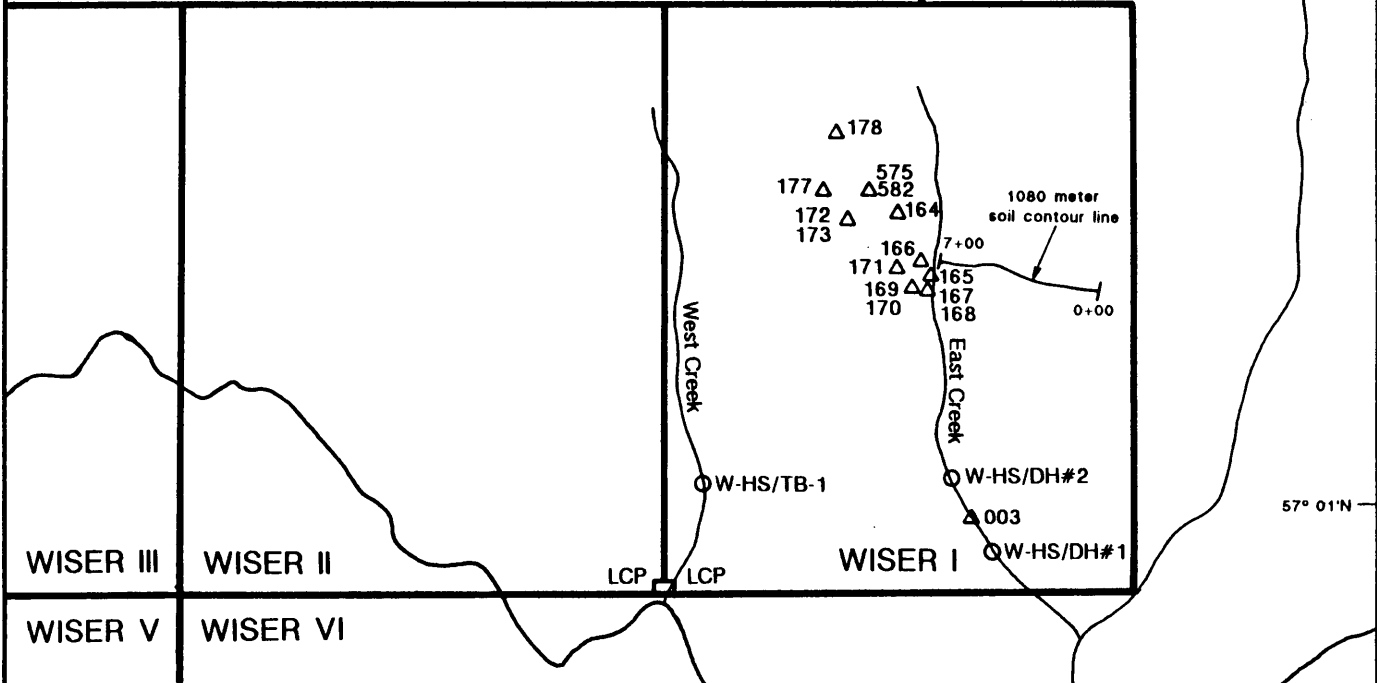 178
575
177
582
164
172
173
1080 meter
soil contour line
7+00
166
171
165
169
167
170
168
0+00
West Creek
East Creek
W-HS/TB-1
W-HS/DH#2
003
57° 01'N
W-HS/DH#1
WISER III
WISER II
WISER I
LCP
LCP
WISER V
WISER VI